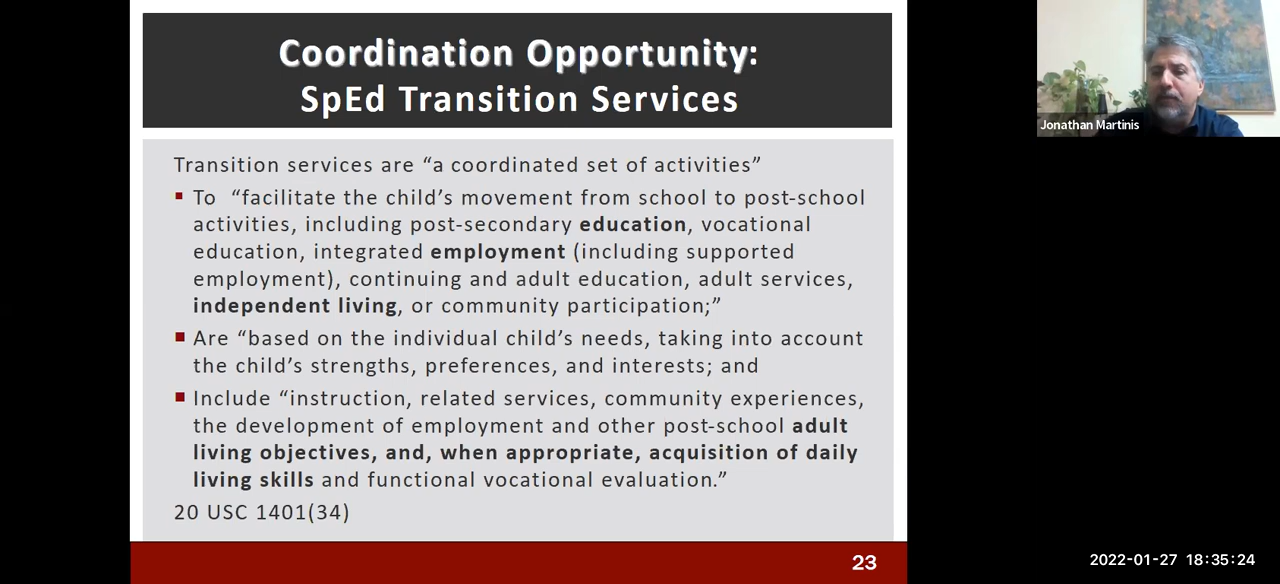 Coordination Opportunity:
SpEd Transition Services
Jonathan Martinis
Transition services are “a coordinated set of activities”
▪ To “facilitate the child’s movement from school to post-school
activities, including post-secondary education, vocational
education, integrated employment (including supported
employment), continuing and adult education, adult services,
independent living, or community participation;”
▪ Are “based on the individual child’s needs, taking into account
the child’s strengths, preferences, and interests; and
▪ Include “instruction, related services, community experiences,
the development of employment and other post-school adult
living objectives, and, when appropriate, acquisition of daily
living skills and functional vocational evaluation.”
20 USC 1401(34)
23
2022-01-27 18:35:24